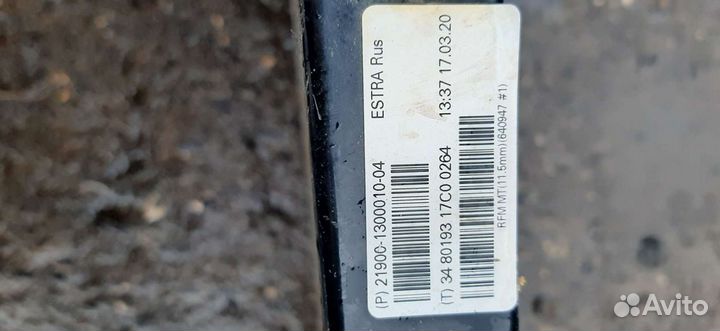 ESTRA Rus
(P) 21900-1300010-04
13:37 17.03.20
(T) 34 80193 17C0 0264
RFM MT(11.5mm)(640947 #1)
Avito